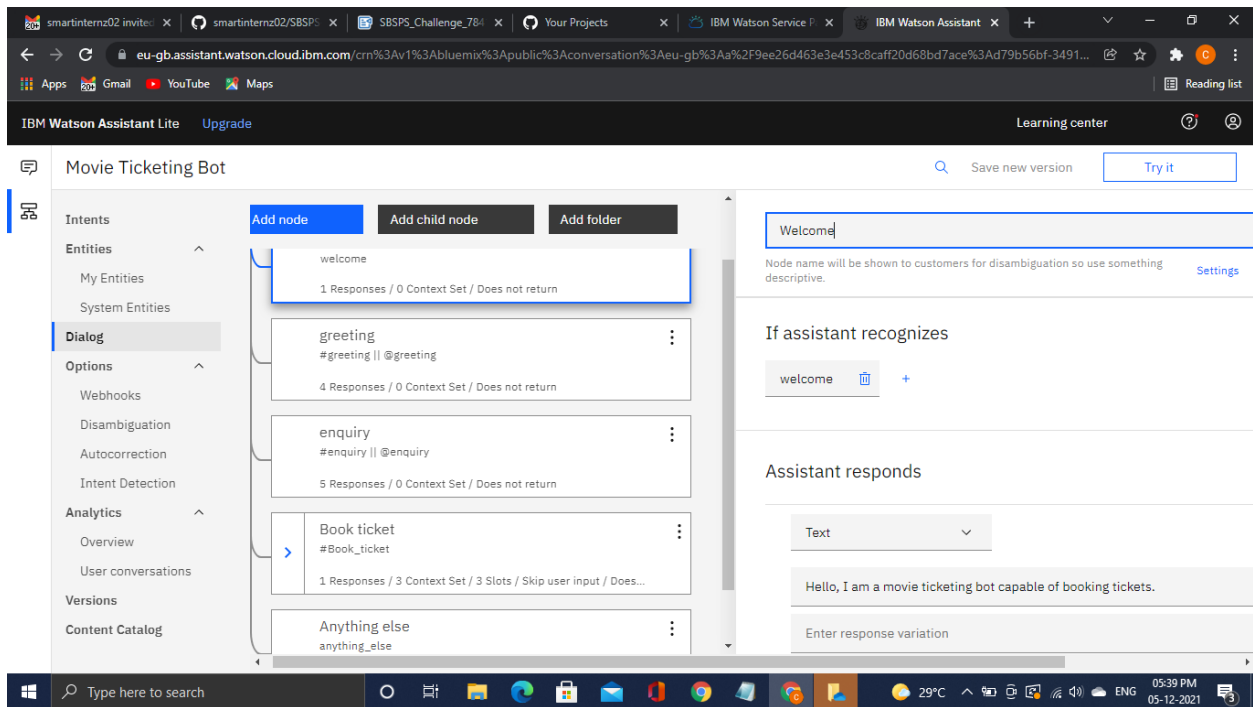 smartinternz02 invited
smartinternz02/SBSPS
SBSPS_Challenge_784
Your Projects
IBM Watson Service P
IBM Watson Assistant
eu-gb.assistant.watson.cloud.ibm.com/crn%3Av1%3Abluemix%3Apublic%3Aconversation%3Aeu-gb%3Aa%2F9ee26d463e3e453c8caff20d68bd7ace%3Ad79b56bf-3491...
Apps
Gmail
YouTube
Maps
Reading list
IBM Watson Assistant Lite
Upgrade
Learning center
Movie Ticketing Bot
Save new version
Try it
Intents
Entities
My Entities
System Entities
Dialog
Options
Webhooks
Disambiguation
Autocorrection
Intent Detection
Analytics
Overview
User conversations
Versions
Content Catalog
Add node
Add child node
Add folder
welcome
1 Responses / 0 Context Set / Does not return
greeting
#greeting || @greeting
4 Responses / 0 Context Set / Does not return
enquiry
#enquiry || @enquiry
5 Responses / 0 Context Set / Does not return
Book ticket
#Book_ticket
1 Responses / 3 Context Set / 3 Slots / Skip user input / Does...
Anything else
anything_else
Welcome
Node name will be shown to customers for disambiguation so use something
descriptive.
Settings
If assistant recognizes
welcome
Assistant responds
Text
Hello, I am a movie ticketing bot capable of booking tickets.
Enter response variation
Type here to search
29°C
ENG
05:39 PM
05-12-2021
3